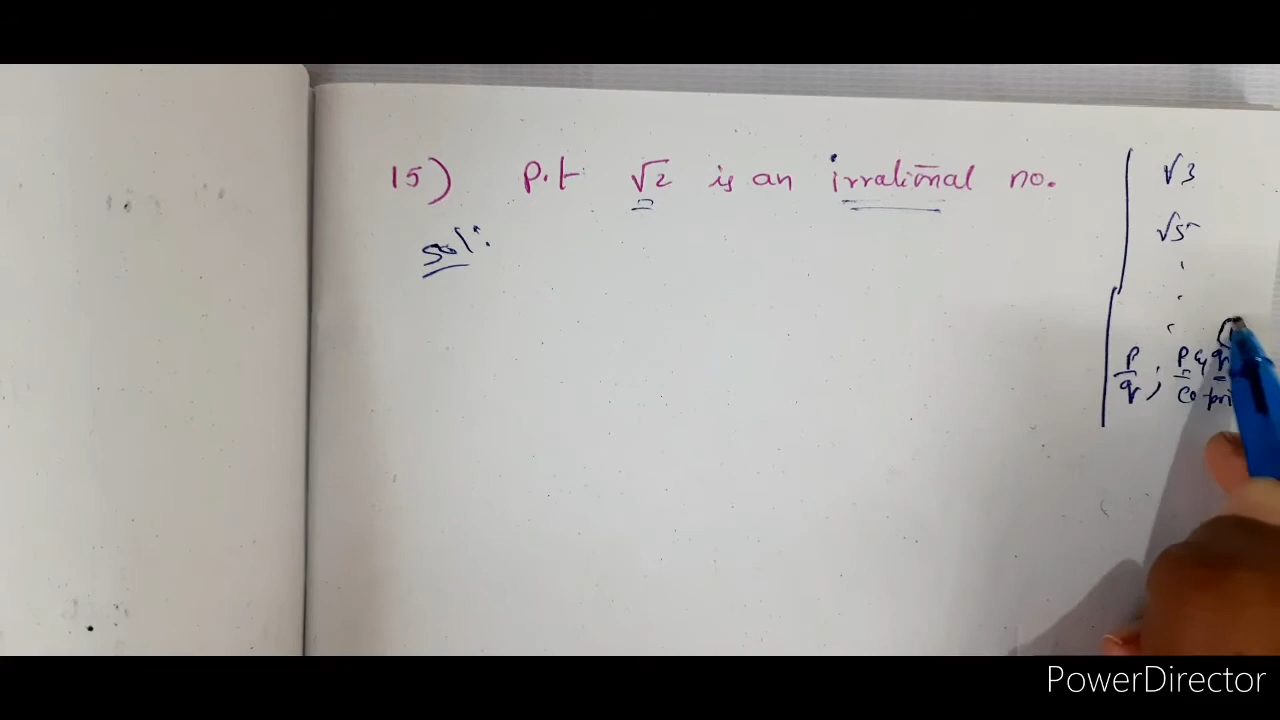 15) P.t √2 is an irrational no.
Sol:
√3
√5
p/q ; p & q
co-pri
PowerDirector